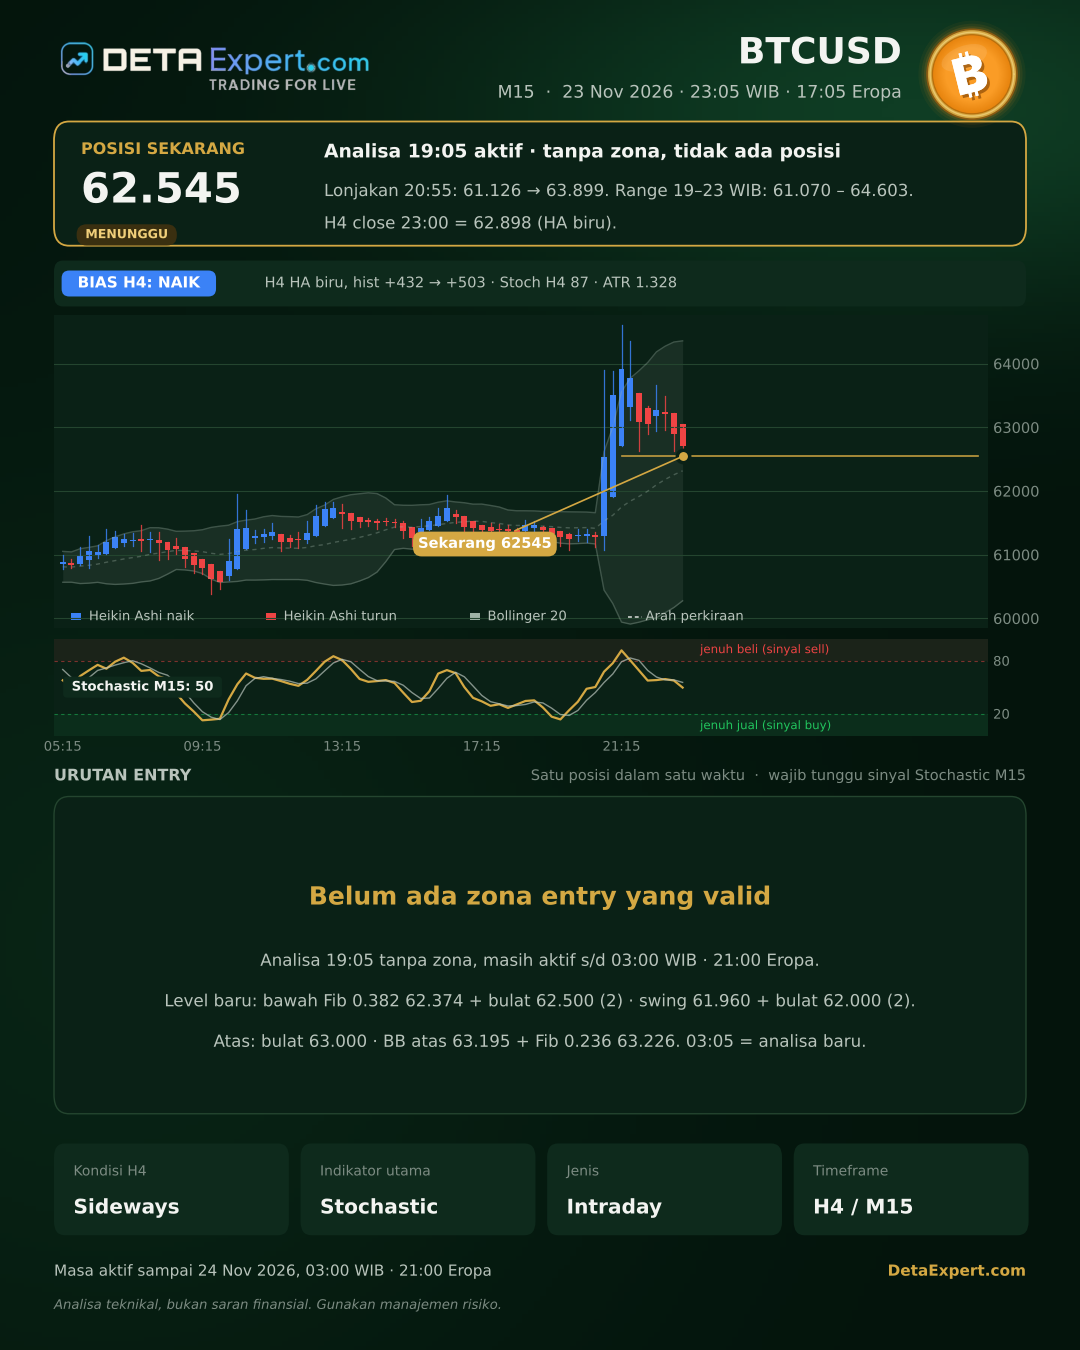 DETA Expert.com
TRADING FOR LIVE
BTCUSD
M15 · 23 Nov 2026 · 23:05 WIB · 17:05 Eropa
POSISI SEKARANG
62.545
MENUNGGU
Analisa 19:05 aktif · tanpa zona, tidak ada posisi
Lonjakan 20:55: 61.126 → 63.899. Range 19–23 WIB: 61.070 – 64.603.
H4 close 23:00 = 62.898 (HA biru).
BIAS H4: NAIK
H4 HA biru, hist +432 → +503 · Stoch H4 87 · ATR 1.328
64000
63000
62000
61000
60000
Sekarang 62545
Heikin Ashi naik
Heikin Ashi turun
Bollinger 20
Arah perkiraan
jenuh beli (sinyal sell)
80
Stochastic M15: 50
20
jenuh jual (sinyal buy)
05:15 09:15 13:15 17:15 21:15
URUTAN ENTRY
Satu posisi dalam satu waktu · wajib tunggu sinyal Stochastic M15
Belum ada zona entry yang valid
Analisa 19:05 tanpa zona, masih aktif s/d 03:00 WIB · 21:00 Eropa.
Level baru: bawah Fib 0.382 62.374 + bulat 62.500 (2) · swing 61.960 + bulat 62.000 (2).
Atas: bulat 63.000 · BB atas 63.195 + Fib 0.236 63.226. 03:05 = analisa baru.
Kondisi H4
Sideways
Indikator utama
Stochastic
Jenis
Intraday
Timeframe
H4 / M15
Masa aktif sampai 24 Nov 2026, 03:00 WIB · 21:00 Eropa
DetaExpert.com
Analisa teknikal, bukan saran finansial. Gunakan manajemen risiko.